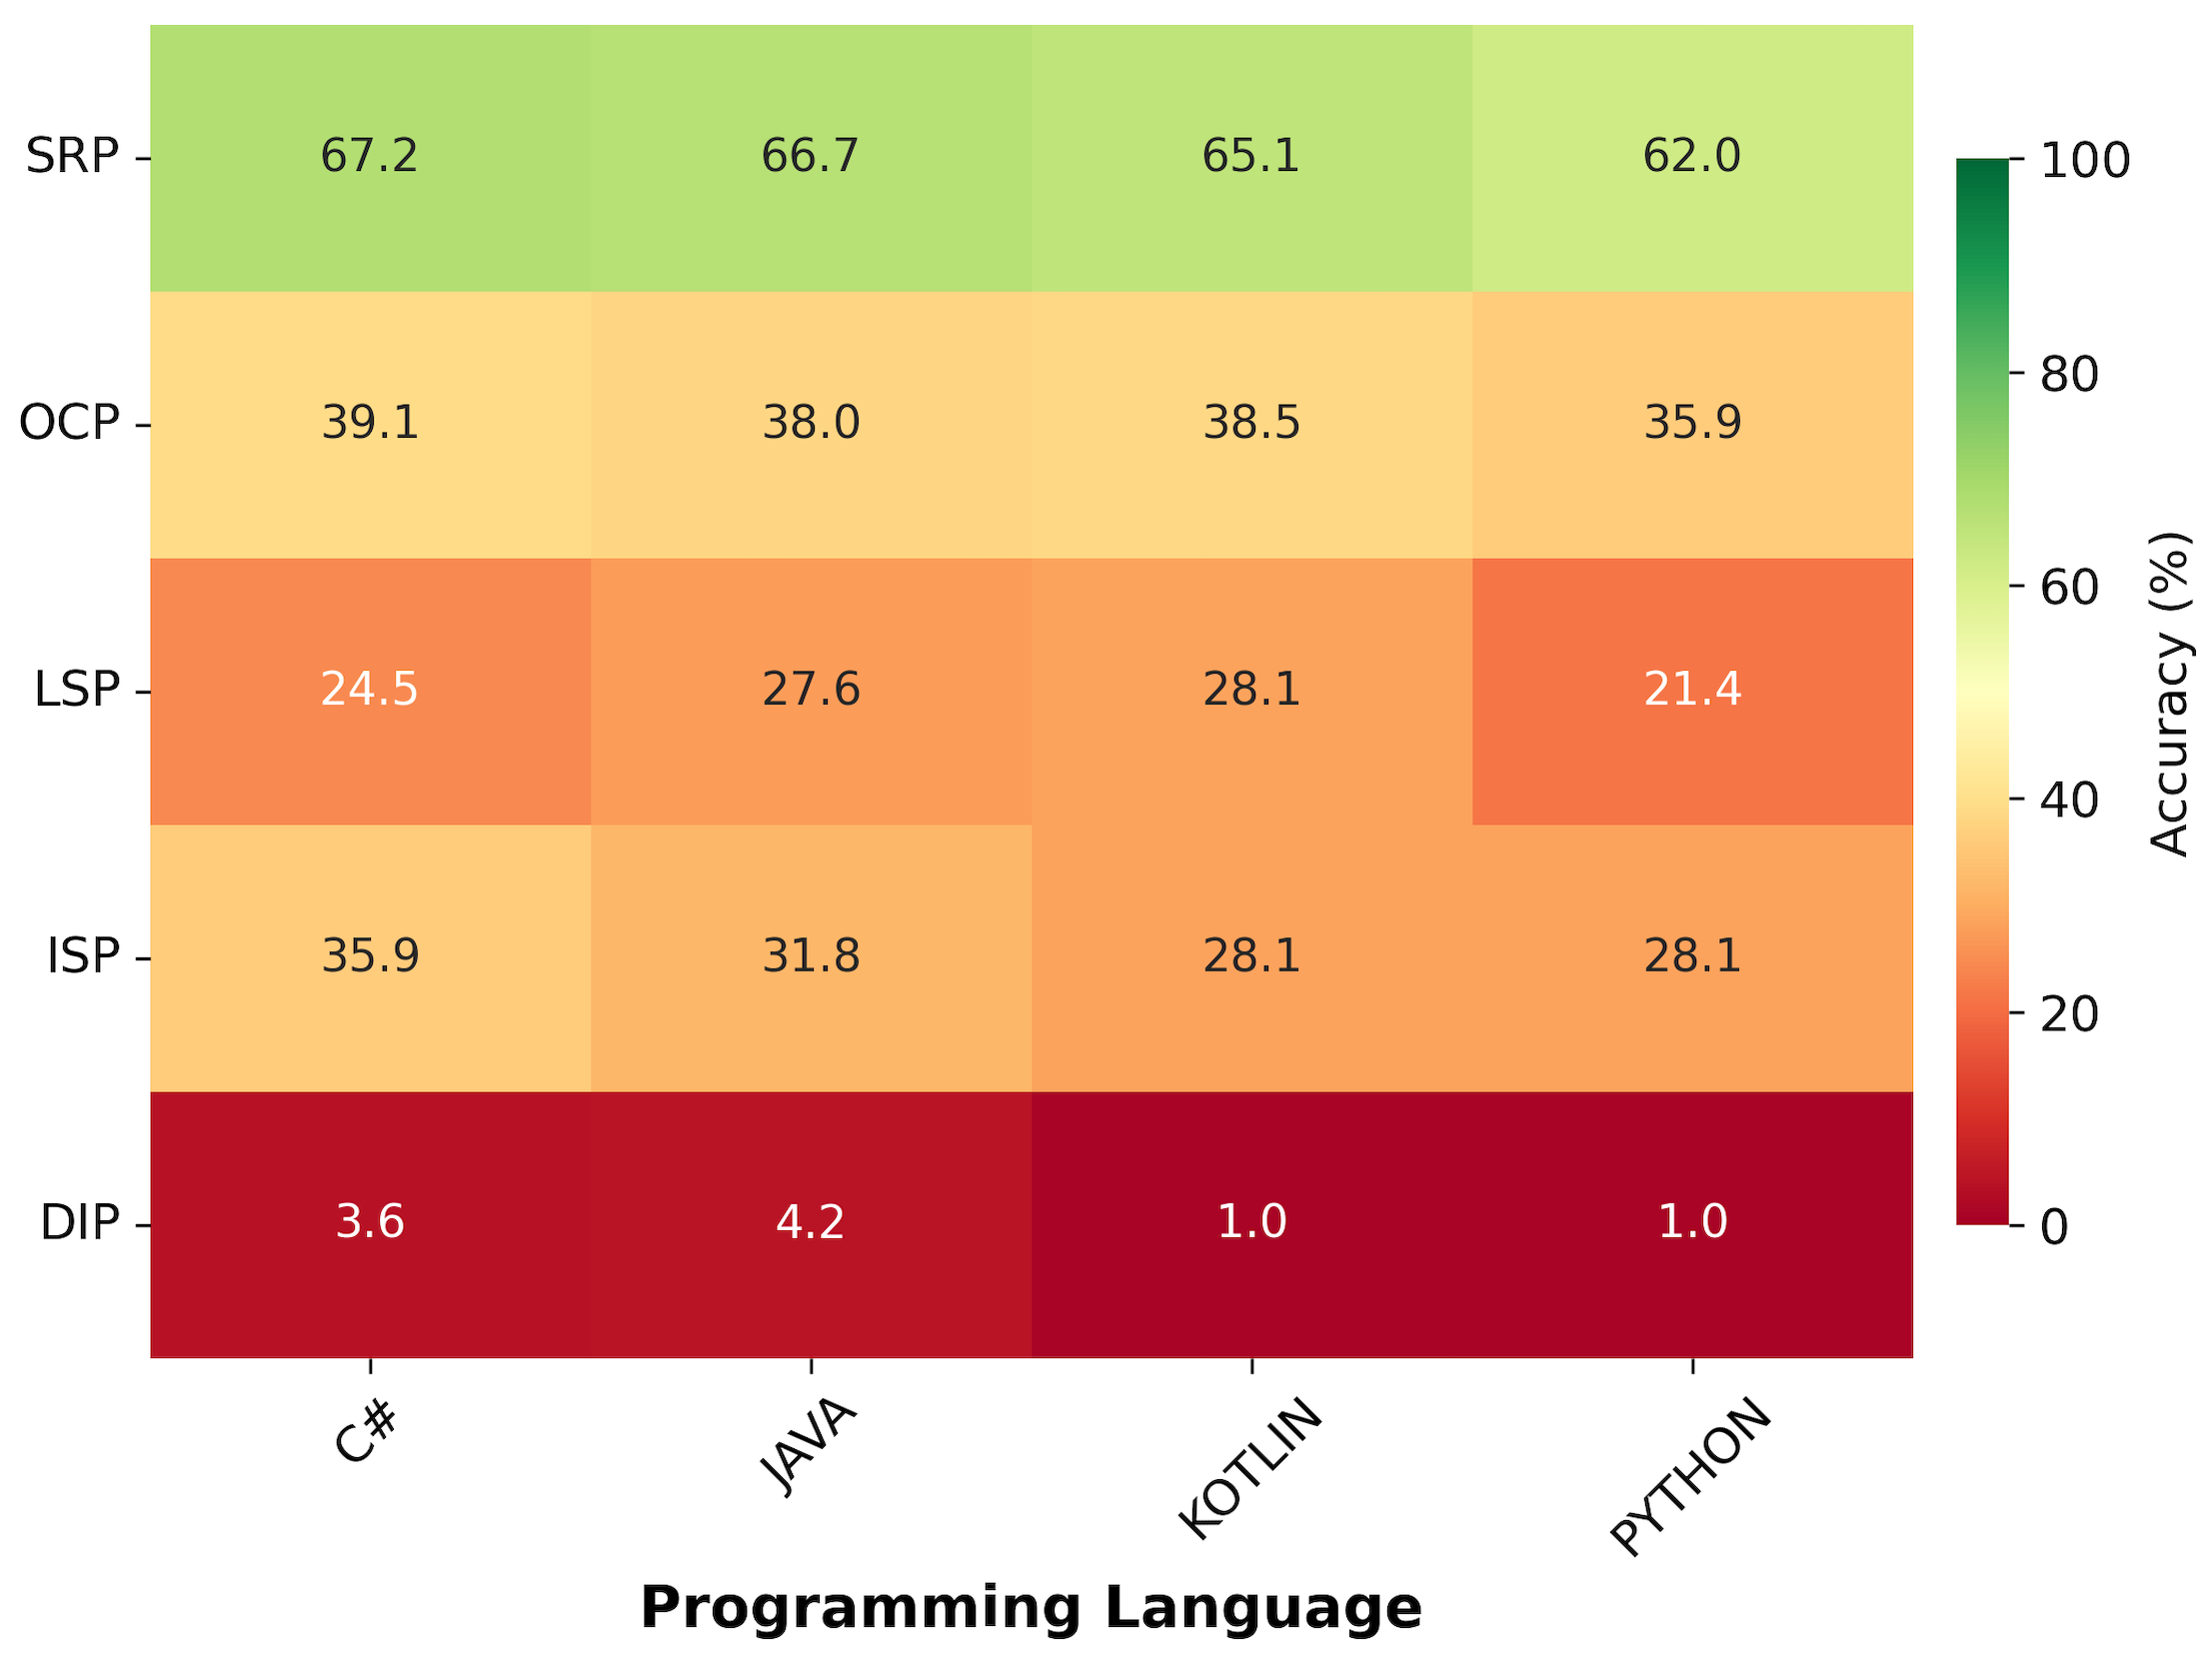 SRP 67.2 66.7 65.1 62.0
OCP 39.1 38.0 38.5 35.9
LSP 24.5 27.6 28.1 21.4
ISP 35.9 31.8 28.1 28.1
DIP 3.6 4.2 1.0 1.0
C# JAVA KOTLIN PYTHON
Programming Language
100
80
60
40
20
0
Accuracy (%)